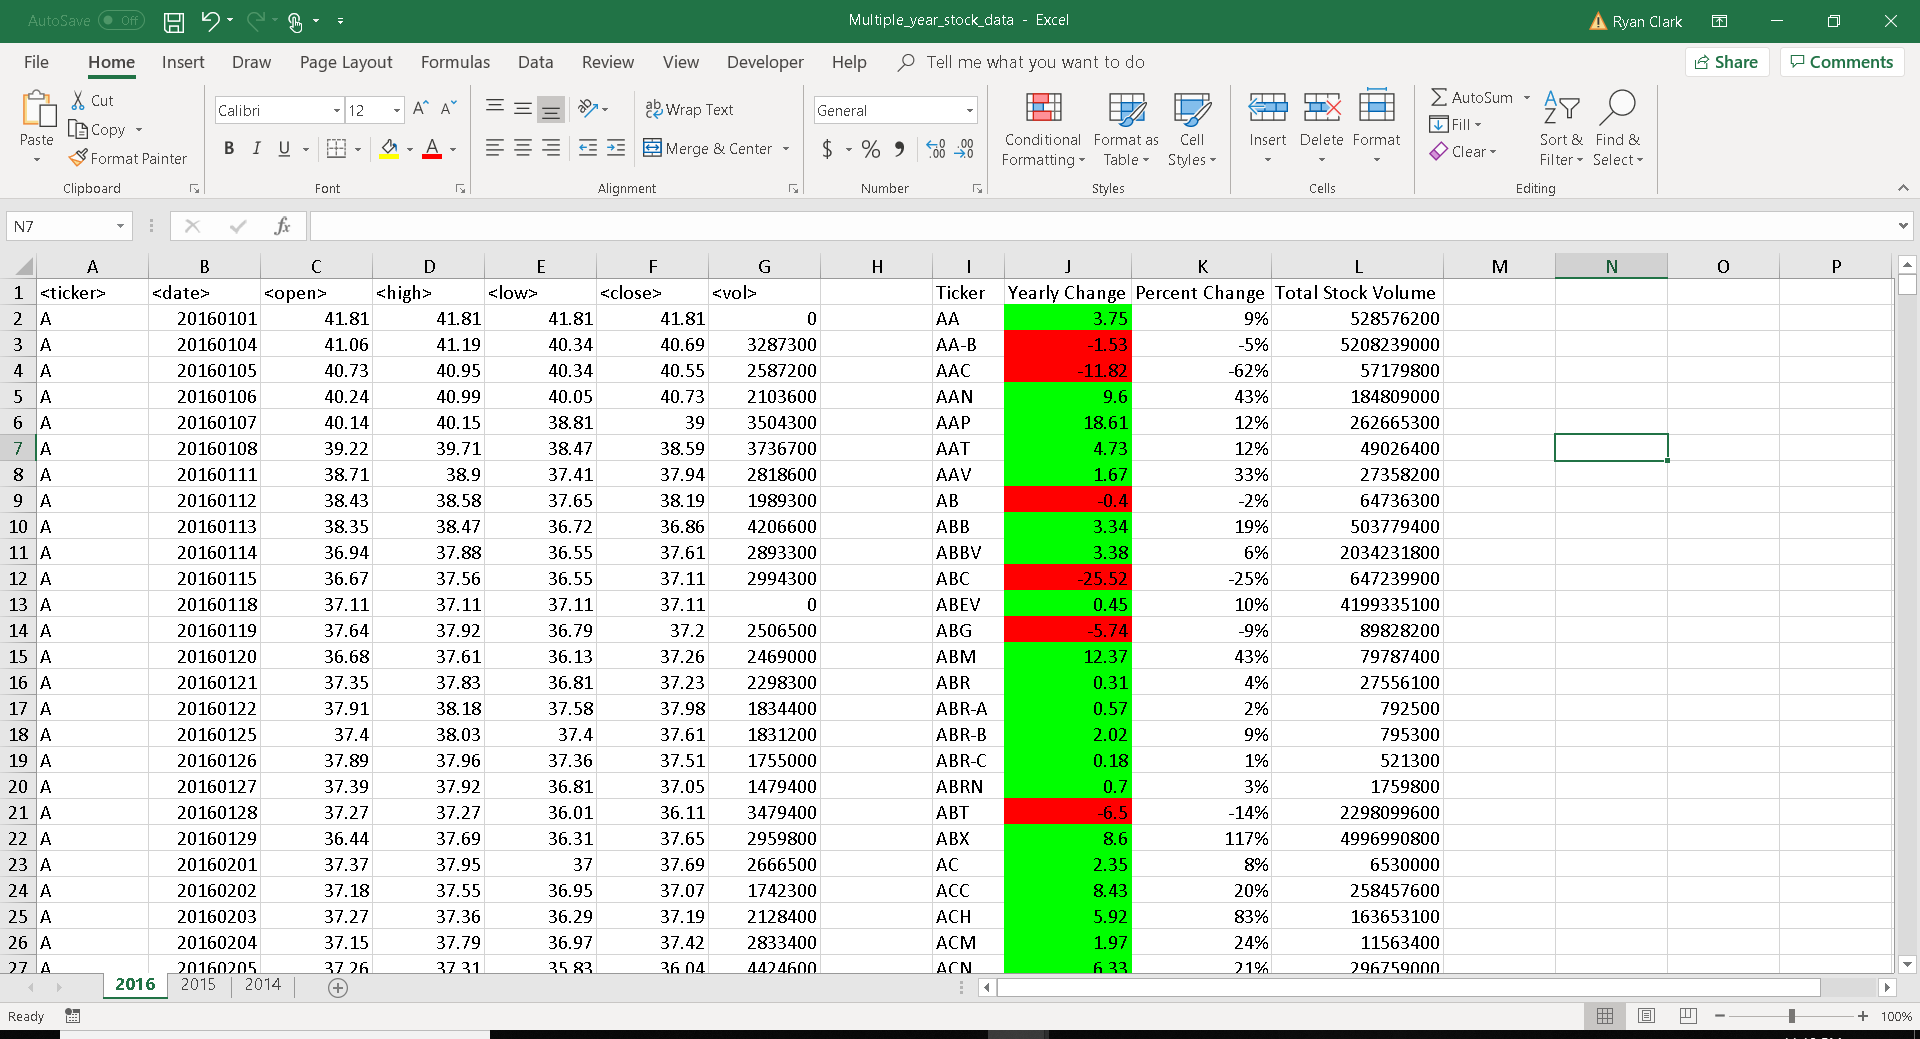 AutoSave Off
Multiple_year_stock_data - Excel
Ryan Clark
File Home Insert Draw Page Layout Formulas Data Review View Developer Help Tell me what you want to do Share Comments
Paste Cut Copy Format Painter
Calibri 12
B I U A
Wrap Text
Merge & Center
General
$ %
Conditional Formatting Format as Table Cell Styles
Insert Delete Format
AutoSum Fill Clear
Sort & Filter Find & Select
Clipboard Font Alignment Number Styles Cells Editing
N7 fx
A B C D E F G H I J K L M N O P
1 <ticker> <date> <open> <high> <low> <close> <vol> Ticker Yearly Change Percent Change Total Stock Volume
2 A 20160101 41.81 41.81 41.81 41.81 0 AA 3.75 9% 528576200
3 A 20160104 41.06 41.19 40.34 40.69 3287300 AA-B -1.53 -5% 5208239000
4 A 20160105 40.73 40.95 40.34 40.55 2587200 AAC -11.82 -62% 57179800
5 A 20160106 40.24 40.99 40.05 40.73 2103600 AAN 9.6 43% 184809000
6 A 20160107 40.14 40.15 38.81 39 3504300 AAP 18.61 12% 262665300
7 A 20160108 39.22 39.71 38.47 38.59 3736700 AAT 4.73 12% 49026400
8 A 20160111 38.71 38.9 37.41 37.94 2818600 AAV 1.67 33% 27358200
9 A 20160112 38.43 38.58 37.65 38.19 1989300 AB -0.4 -2% 64736300
10 A 20160113 38.35 38.47 36.72 36.86 4206600 ABB 3.34 19% 503779400
11 A 20160114 36.94 37.88 36.55 37.61 2893300 ABBV 3.38 6% 2034231800
12 A 20160115 36.67 37.56 36.55 37.11 2994300 ABC -25.52 -25% 647239900
13 A 20160118 37.11 37.11 37.11 37.11 0 ABEV 0.45 10% 4199335100
14 A 20160119 37.64 37.92 36.79 37.2 2506500 ABG -5.74 -9% 89828200
15 A 20160120 36.68 37.61 36.13 37.26 2469000 ABM 12.37 43% 79787400
16 A 20160121 37.35 37.83 36.81 37.23 2298300 ABR 0.31 4% 27556100
17 A 20160122 37.91 38.18 37.58 37.98 1834400 ABR-A 0.57 2% 792500
18 A 20160125 37.4 38.03 37.4 37.61 1831200 ABR-B 2.02 9% 795300
19 A 20160126 37.89 37.96 37.36 37.51 1755000 ABR-C 0.18 1% 521300
20 A 20160127 37.39 37.92 36.81 37.05 1479400 ABRN 0.7 3% 1759800
21 A 20160128 37.27 37.27 36.01 36.11 3479400 ABT -6.5 -14% 2298099600
22 A 20160129 36.44 37.69 36.31 37.65 2959800 ABX 8.6 117% 4996990800
23 A 20160201 37.37 37.95 37 37.69 2666500 AC 2.35 8% 6530000
24 A 20160202 37.18 37.55 36.95 37.07 1742300 ACC 8.43 20% 258457600
25 A 20160203 37.27 37.36 36.29 37.19 2128400 ACH 5.92 83% 163653100
26 A 20160204 37.15 37.79 36.97 37.42 2833400 ACM 1.97 24% 11563400
27 A 20160205 37.26 37.31 35.83 36.04 4424600 ACN 6.33 21% 296759000
2016 2015 2014
Ready 100%